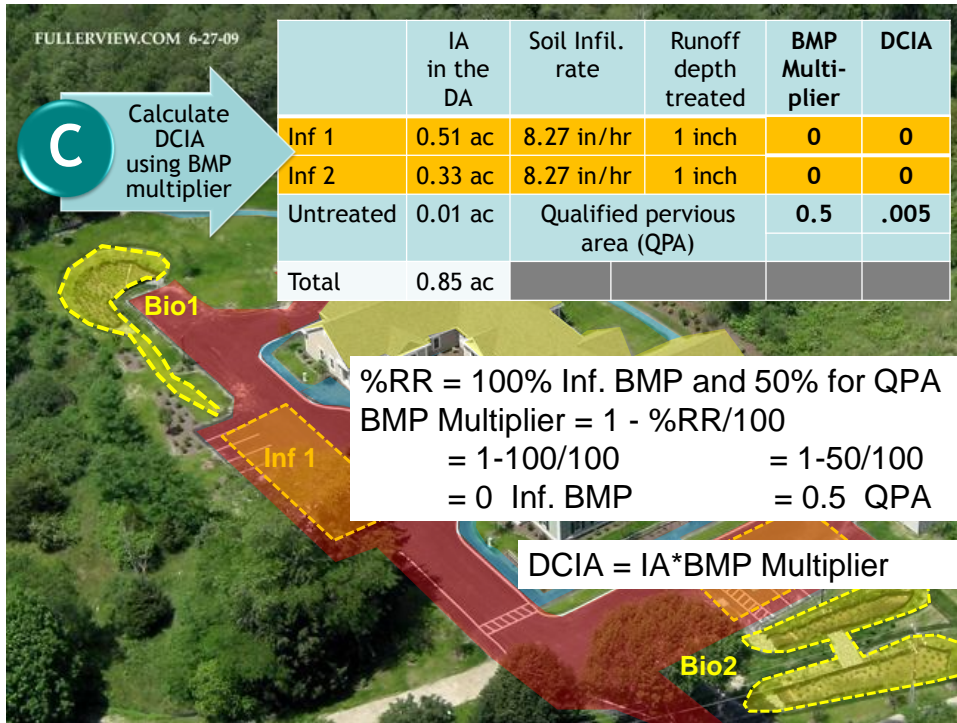 FULLERVIEW.COM 6-27-09
C
Calculate
DCIA
using BMP
multiplier
IA
in the
DA
Soil Infil.
rate
Runoff
depth
treated
BMP
Multi-
plier
DCIA
Inf 1 0.51 ac 8.27 in/hr 1 inch 0 0
Inf 2 0.33 ac 8.27 in/hr 1 inch 0 0
Untreated 0.01 ac Qualified pervious
area (QPA) 0.5 .005
Total 0.85 ac
Bio1
%RR = 100% Inf. BMP and 50% for QPA
BMP Multiplier = 1 - %RR/100
= 1-100/100 = 1-50/100
= 0 Inf. BMP = 0.5 QPA
Inf 1
DCIA = IA*BMP Multiplier
Bio2